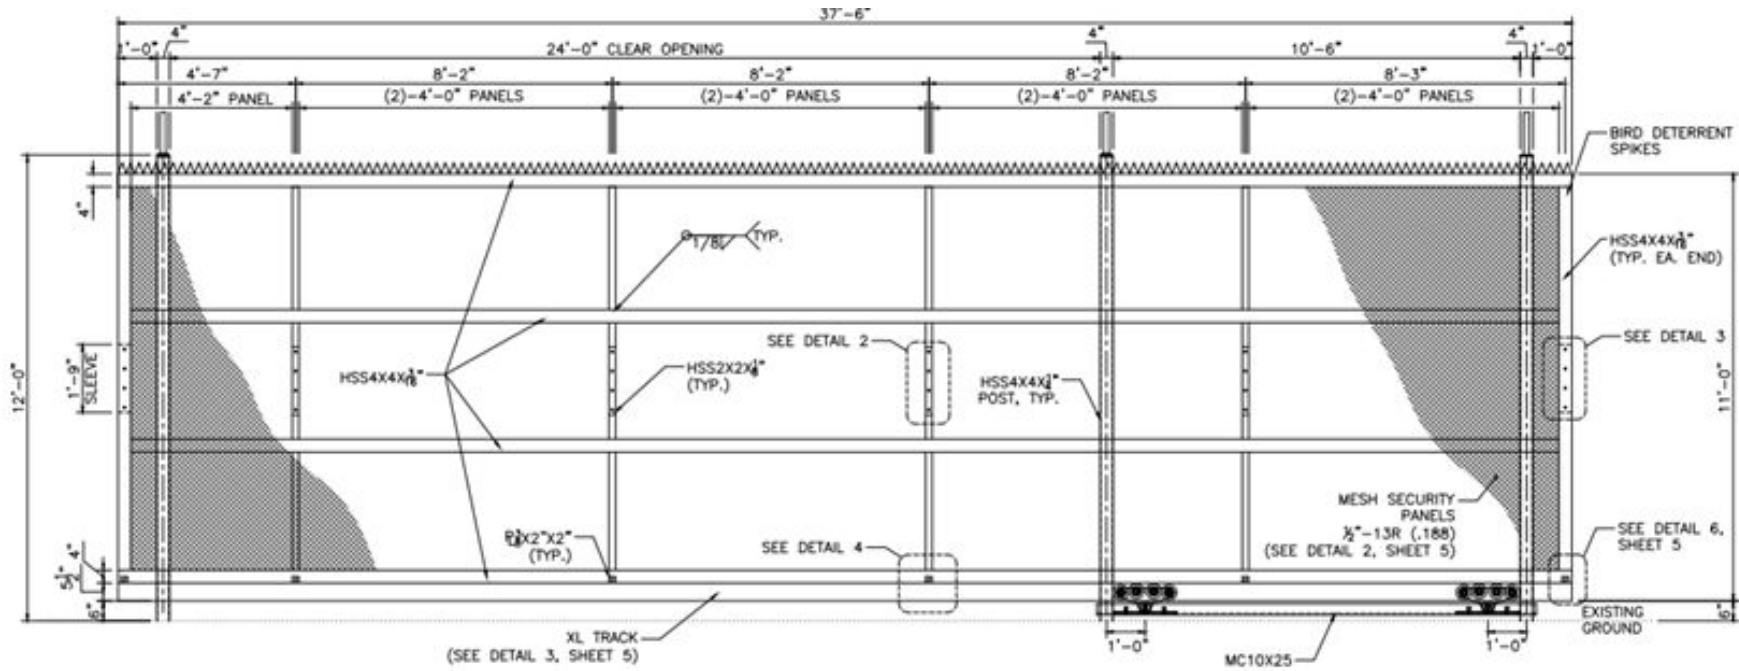 37'-6"
4"
4"
4"
1'-0"
24'-0" CLEAR OPENING
10'-6"
1'-0"
4'-7"
8'-2"
8'-2"
8'-2"
8'-3"
4'-2" PANEL
(2)-4'-0" PANELS
(2)-4'-0" PANELS
(2)-4'-0" PANELS
(2)-4'-0" PANELS
BIRD DETERRENT
SPIKES
4"
1/8
TYP.
HSS4X4X3/16"
(TYP. EA. END)
SEE DETAIL 2
SEE DETAIL 3
12'-0"
1'-9"
SLEEVE
HSS4X4X3/16"
HSS2X2X1/8"
(TYP.)
HSS4X4X1/4"
POST, TYP.
11'-0"
MESH SECURITY
PANELS
½"-13R (.188)
(SEE DETAIL 2, SHEET 5)
X2"X2"
(TYP.)
SEE DETAIL 4
SEE DETAIL 6,
SHEET 5
4"
5½"
6"
6"
EXISTING
GROUND
XL TRACK
(SEE DETAIL 3, SHEET 5)
1'-0"
1'-0"
MC10X25